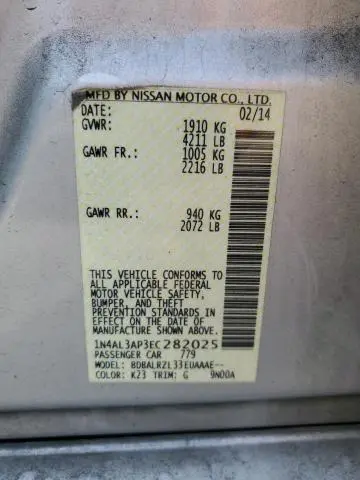 MFD BY NISSAN MOTOR CO., LTD.
DATE: 02/14
GVWR: 1910 KG
4211 LB
GAWR FR: 1005 KG
2216 LB
GAWR RR: 940 KG
2072 LB
THIS VEHICLE CONFORMS TO
ALL APPLICABLE FEDERAL
MOTOR VEHICLE SAFETY,
BUMPER, AND THEFT
PREVENTION STANDARDS IN
EFFECT ON THE DATE OF
MANUFACTURE SHOWN ABOVE.
1N4AL3AP3EC282025
PASSENGER CAR 779
MODEL: BDBALRZL33EUAAAE--
COLOR: K23 TRIM: G 9N00A